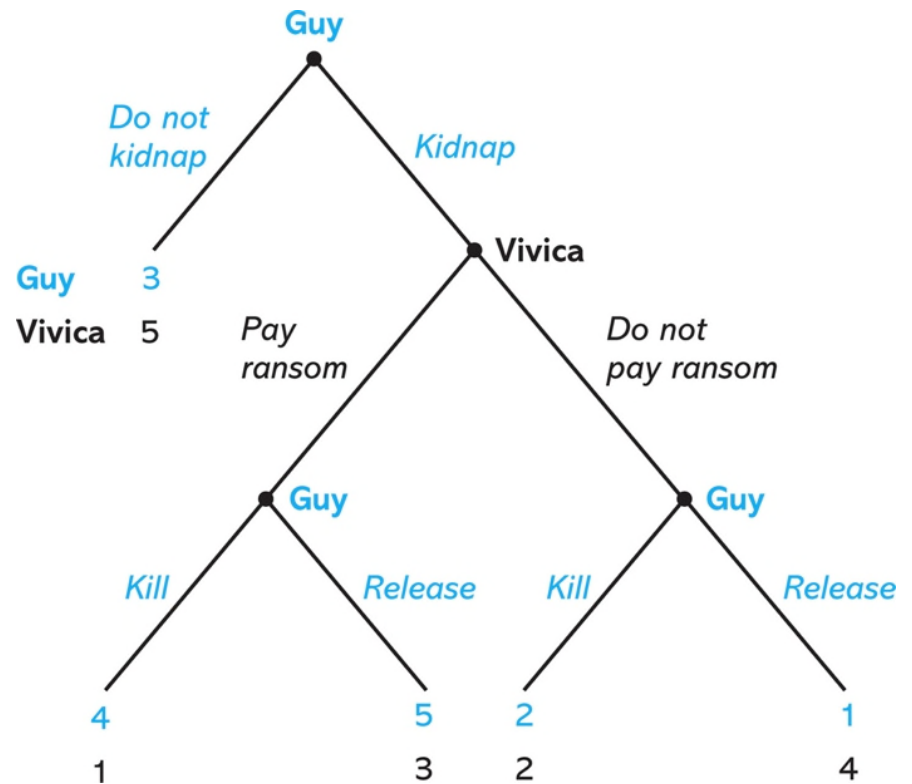 Guy
Do not
kidnap
Kidnap
Vivica
Guy 3
Vivica 5
Pay
ransom
Do not
pay ransom
Guy
Guy
Kill
Release
Kill
Release
4 5 2 1
1 3 2 4